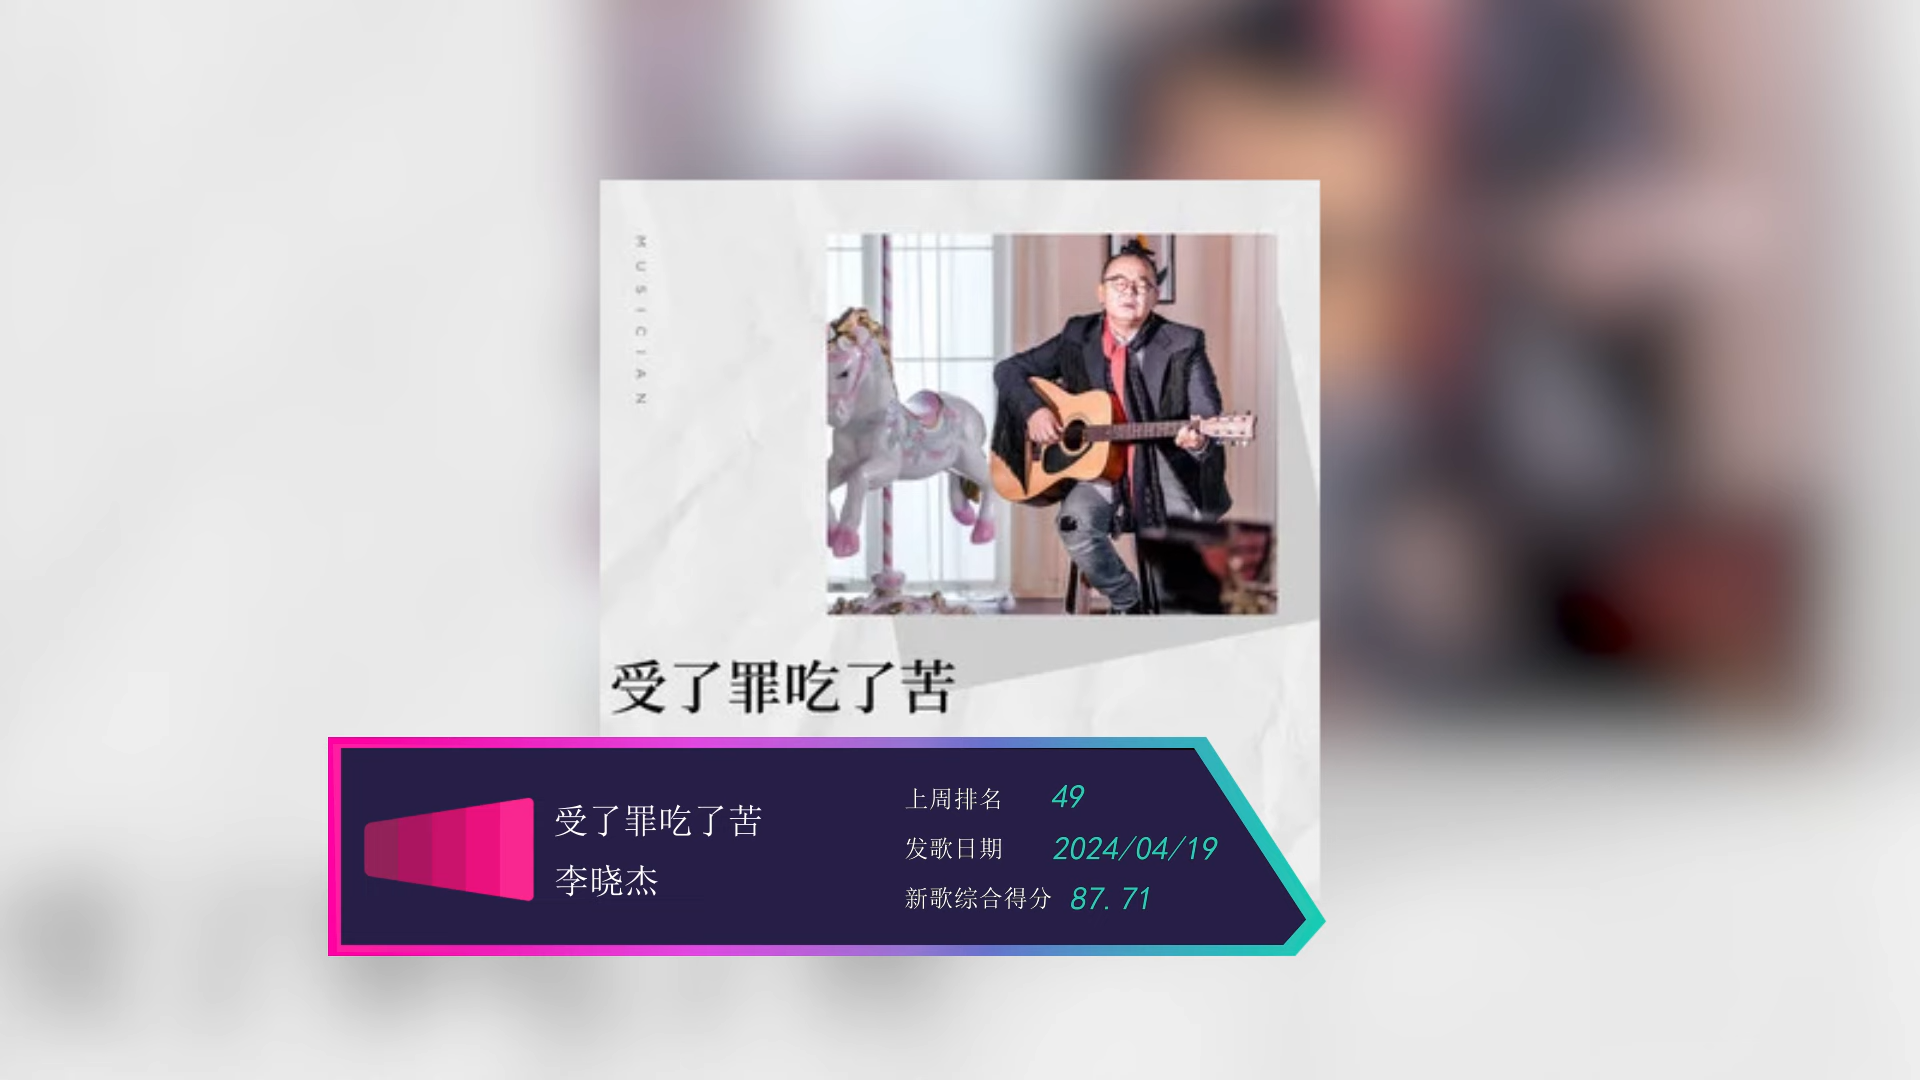 MUSICIAN
受了罪吃了苦
受了罪吃了苦
李晓杰
上周排名 49
发歌日期 2024/04/19
新歌综合得分 87.71